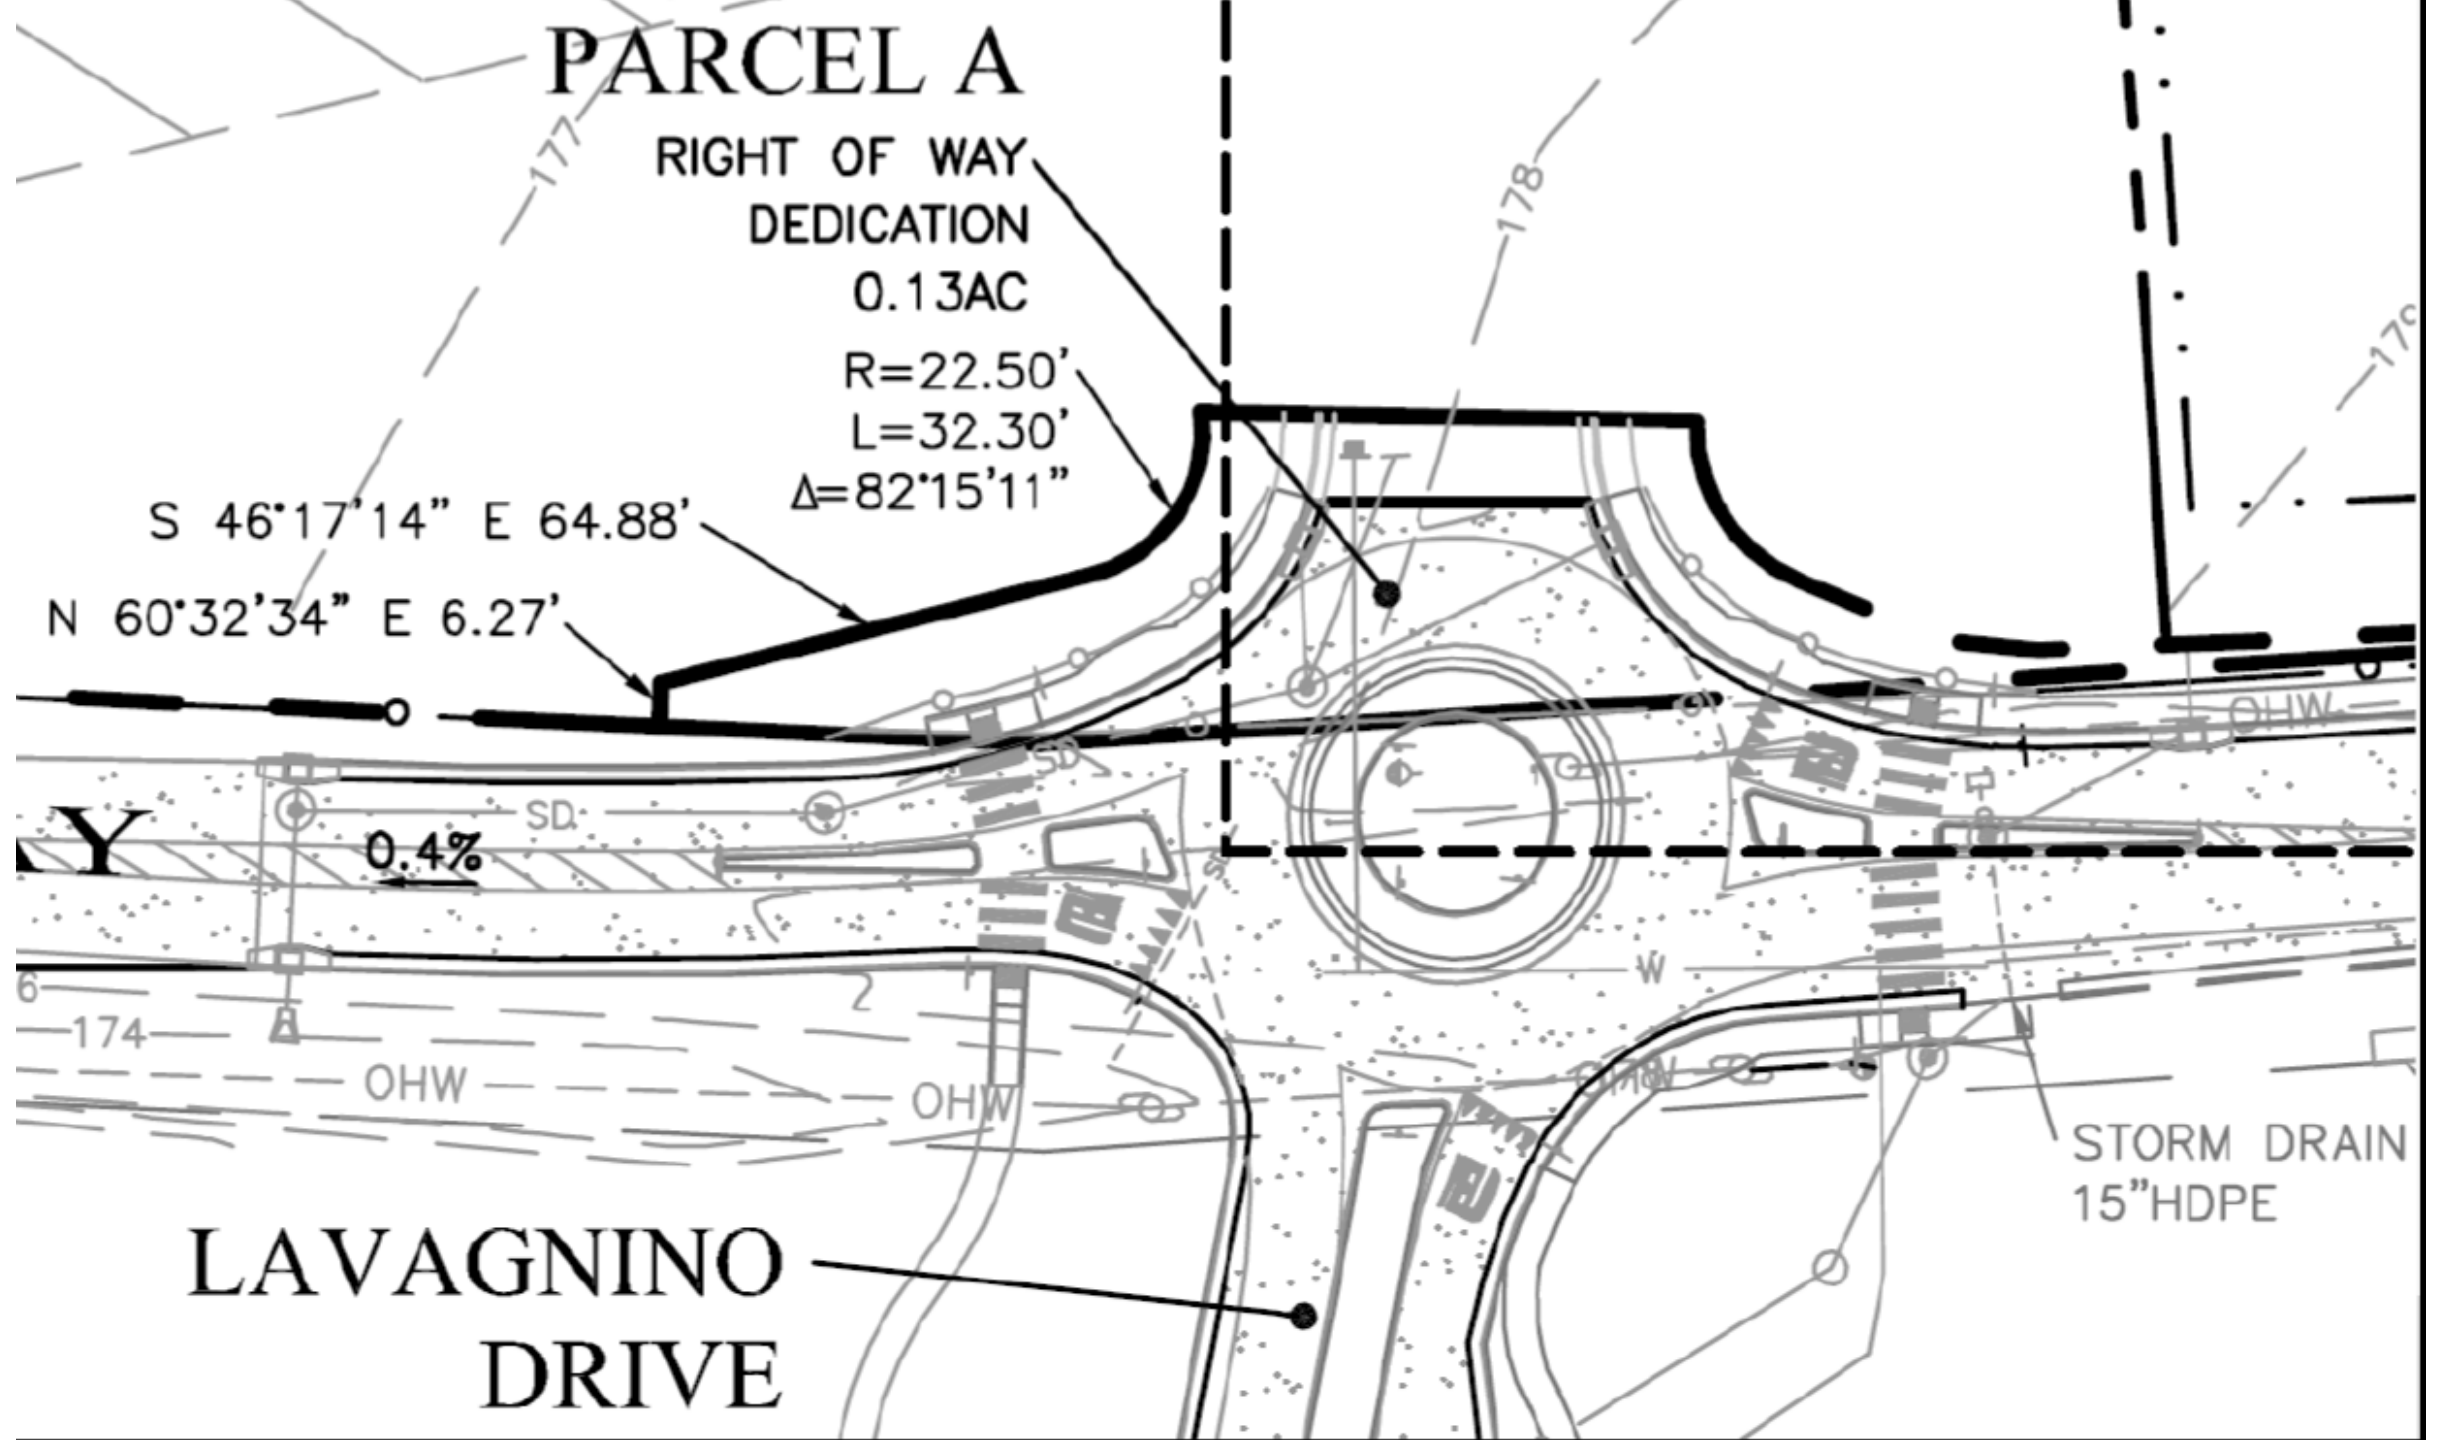 PARCEL A
RIGHT OF WAY
DEDICATION
0.13AC
R=22.50'
L=32.30'
Δ=82°15'11"
S 46°17'14" E 64.88'
N 60°32'34" E 6.27'
177
178
OHW
SD
SD
Y
0.4%
W
6
174
2
OHW
OHW
STORM DRAIN
15"HDPE
LAVAGNINO
DRIVE